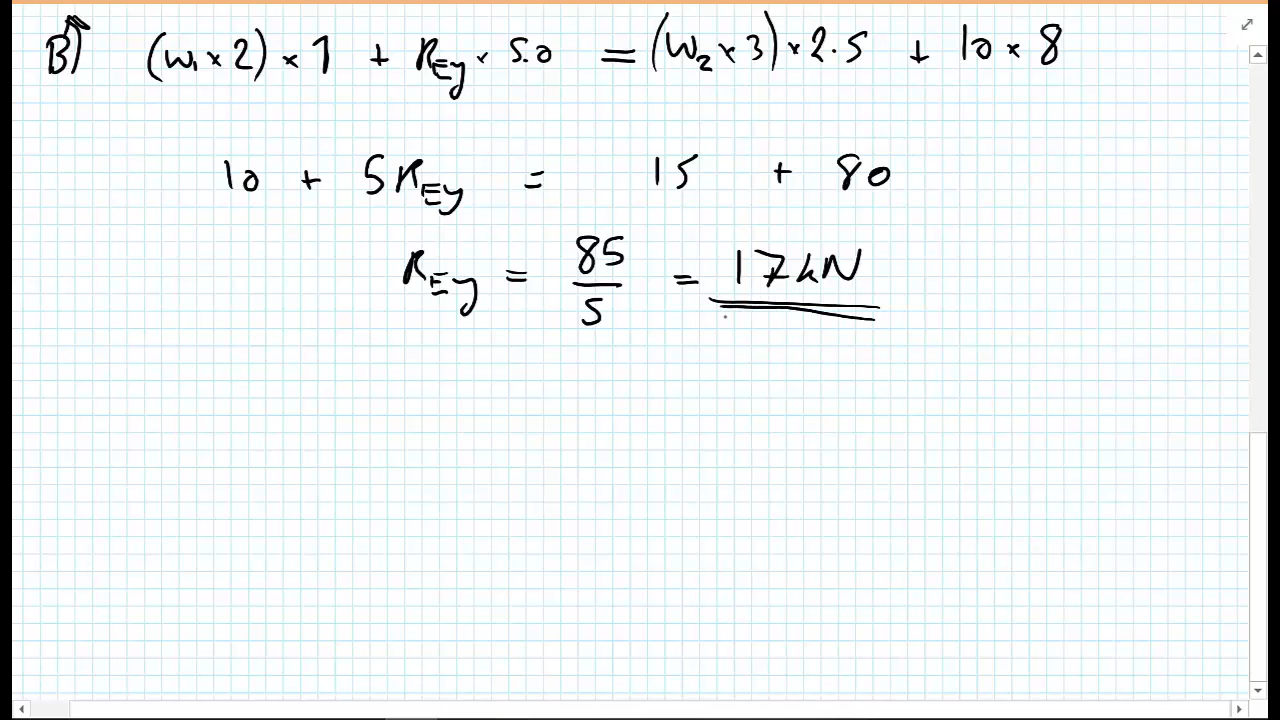 B) (w₁ × 2) × 1 + R_Ey × 5.0 = (w₂ × 3) × 2.5 + 10 × 8
10 + 5R_Ey = 15 + 80
R_Ey = 85/5 = 17kN